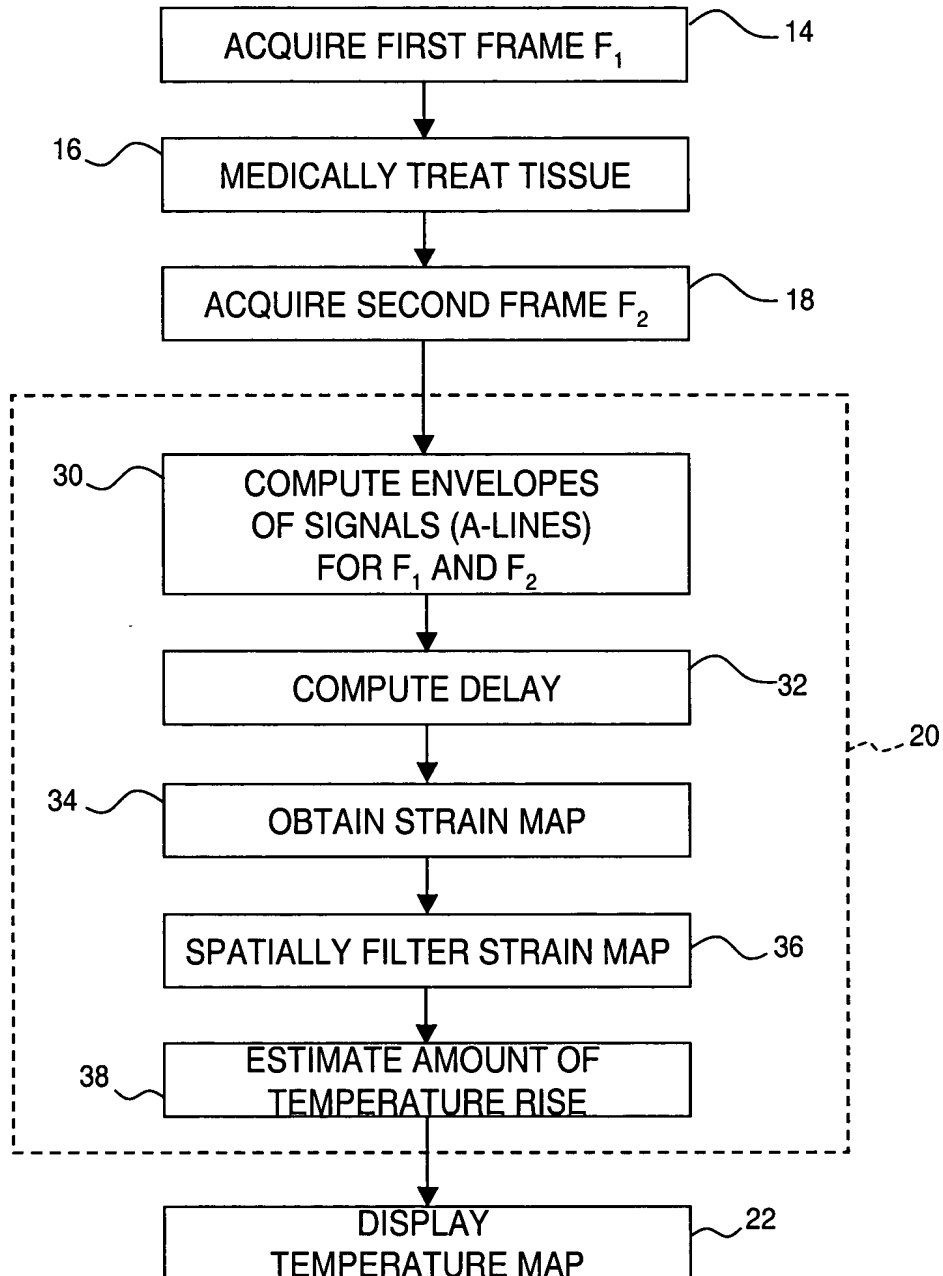 ACQUIRE FIRST FRAME F₁
14
16
MEDICALLY TREAT TISSUE
ACQUIRE SECOND FRAME F₂
18
30
COMPUTE ENVELOPES
OF SIGNALS (A-LINES)
FOR F₁ AND F₂
COMPUTE DELAY
32
20
34
OBTAIN STRAIN MAP
SPATIALLY FILTER STRAIN MAP
36
38
ESTIMATE AMOUNT OF
TEMPERATURE RISE
DISPLAY
TEMPERATURE MAP
22